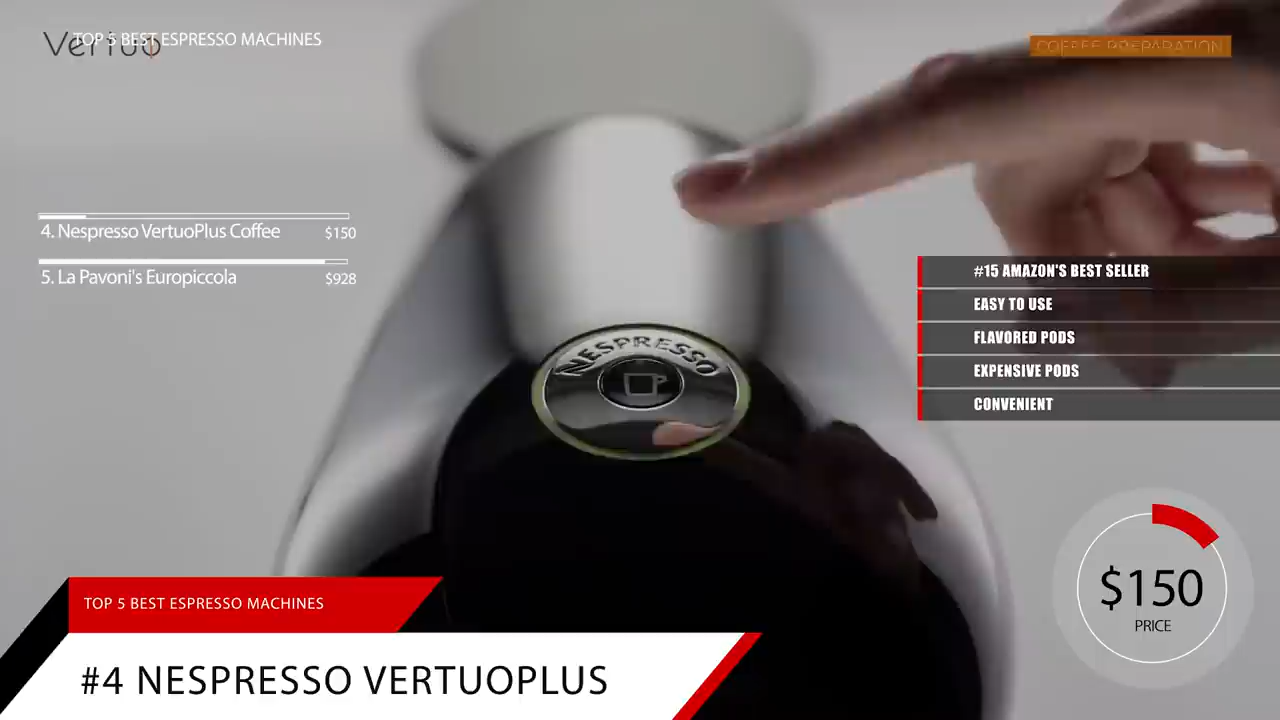 Vertuo
TOP 5 BEST ESPRESSO MACHINES
COFFEE PREPARATION
4. Nespresso VertuoPlus Coffee $150
5. La Pavoni's Europiccola $928
#15 AMAZON'S BEST SELLER
EASY TO USE
FLAVORED PODS
EXPENSIVE PODS
CONVENIENT
NESPRESSO
$150
PRICE
TOP 5 BEST ESPRESSO MACHINES
#4 NESPRESSO VERTUOPLUS